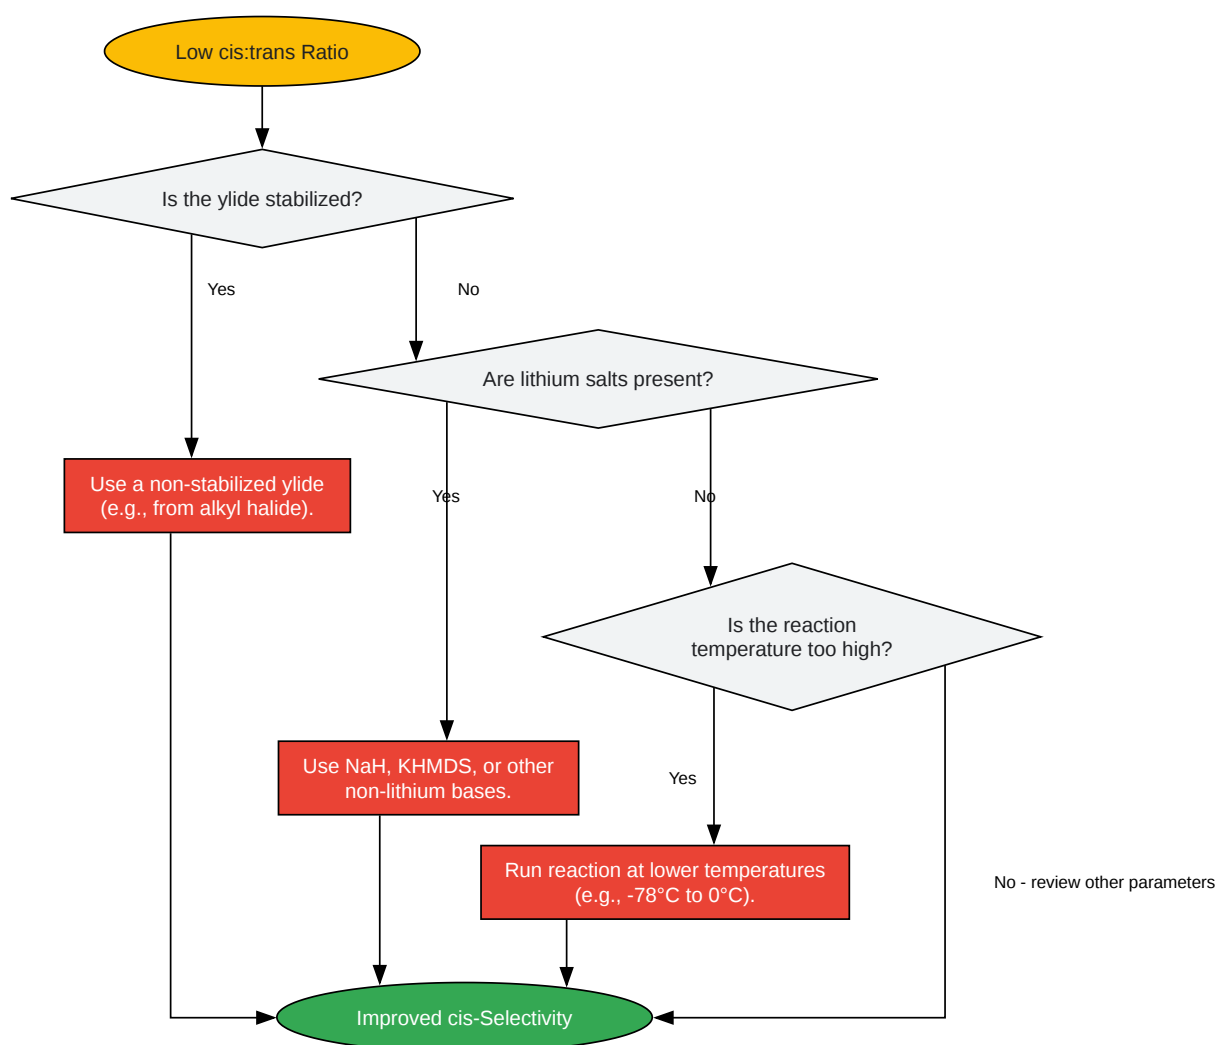 Low cis:trans Ratio
Is the ylide stabilized?
Yes
No
Are lithium salts present?
Use a non-stabilized ylide
(e.g., from alkyl halide).
Yes
No
Is the reaction
temperature too high?
Use NaH, KHMDS, or other
non-lithium bases.
Yes
Run reaction at lower temperatures
(e.g., -78°C to 0°C).
No - review other parameters
Improved cis-Selectivity